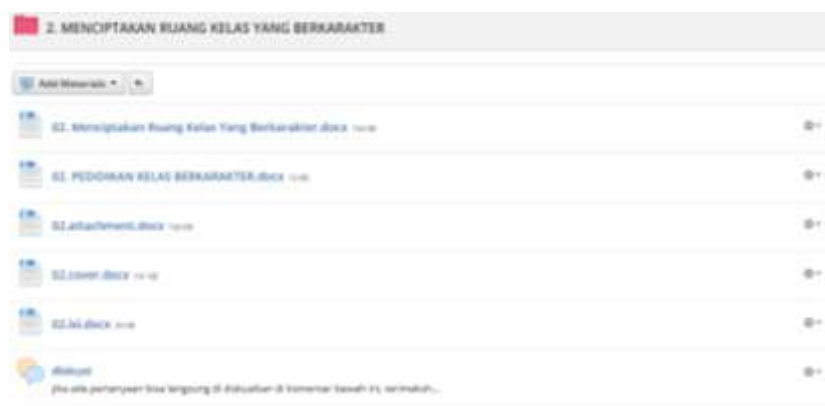 2. MENCIPTAKAN RUANG KELAS YANG BERKARAKTER
Add Materials
02. Menciptakan Ruang Kelas Yang Berkarakter.docx
02. KELAS BERKARAKTER.docx
02.attachment.docx
02.cover.docx
02.isi.docx
diskusi
jika ada pertanyaan bisa langsung di diskusikan di komentar bawah ini,